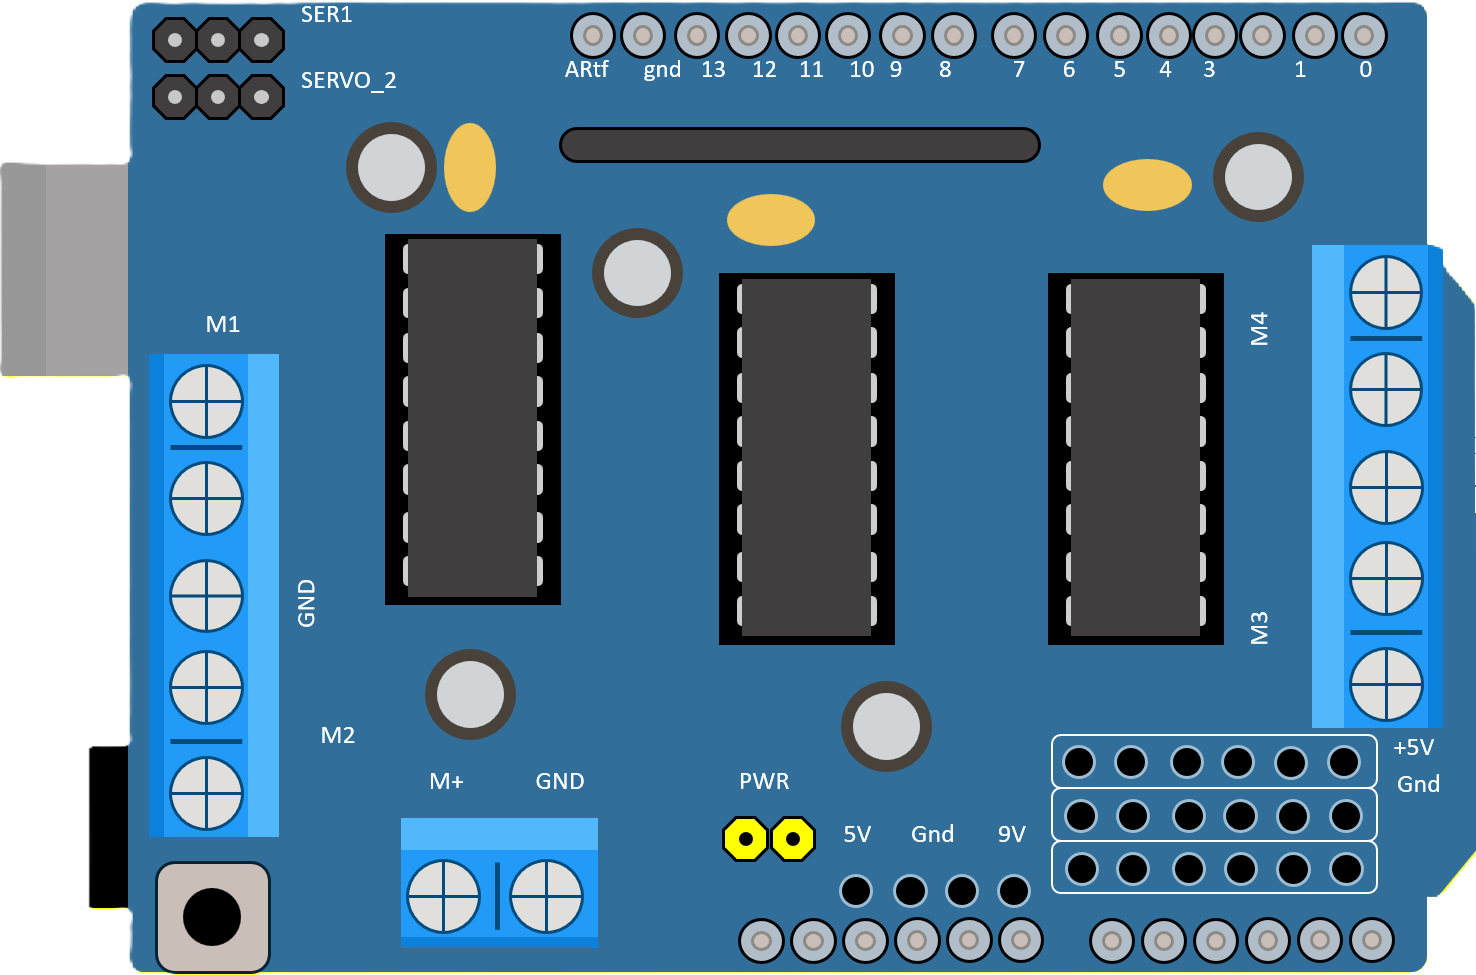 SER1
ARtf gnd 13 12 11 10 9 8 7 6 5 4 3 1 0
SERVO_2
M1
M4
GND
M3
M2
+5V
M+ GND PWR
Gnd
5V Gnd 9V